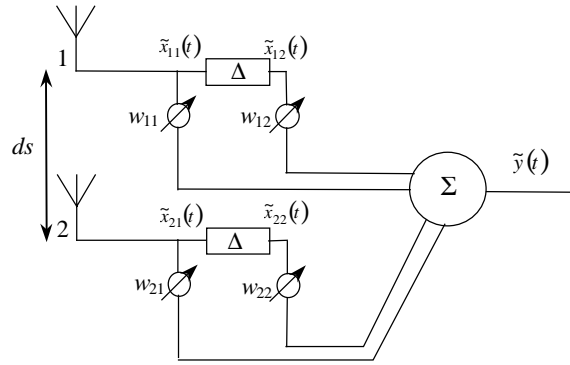 x̃₁₁(t) x̃₁₂(t)
1 Δ
w₁₁ w₁₂
ds
Σ ỹ(t)
x̃₂₁(t) x̃₂₂(t)
2 Δ
w₂₁ w₂₂